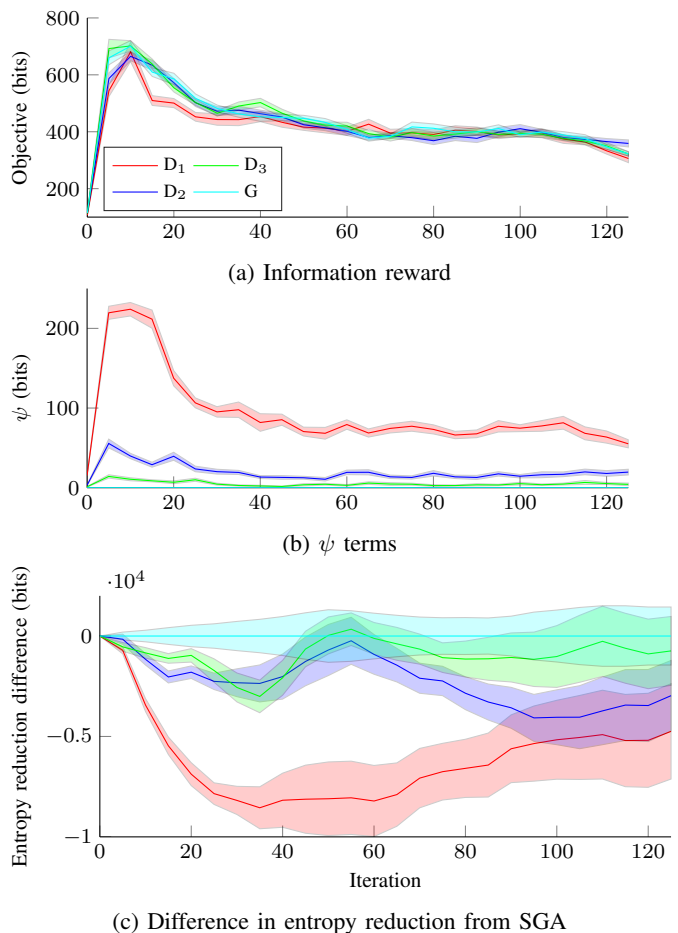 800
600
400
200
Objective (bits)
D₁ D₃
D₂ G
0 20 40 60 80 100 120
(a) Information reward
200
100
0
ψ (bits)
0 20 40 60 80 100 120
(b) ψ terms
·10⁴
0
−0.5
−1
Entropy reduction difference (bits)
0 20 40 60 80 100 120
Iteration
(c) Difference in entropy reduction from SGA